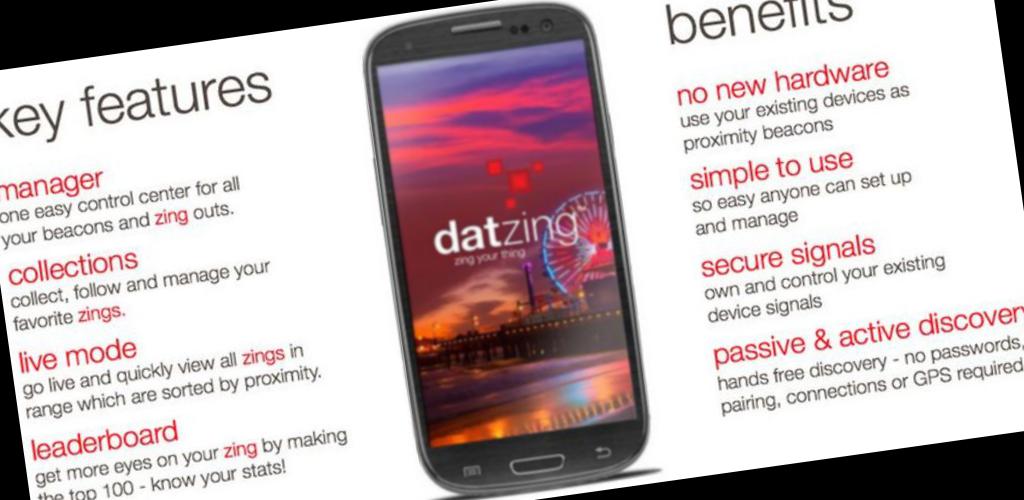 key features
manager
one easy control center for all
your beacons and zing outs.
collections
collect, follow and manage your
favorite zings.
live mode
go live and quickly view all zings in
range which are sorted by proximity.
leaderboard
get more eyes on your zing by making
the top 100 - know your stats!
datzing
zing your thing
benefits
no new hardware
use your existing devices as
proximity beacons
simple to use
so easy anyone can set up
and manage
secure signals
own and control your existing
device signals
passive & active discovery
hands free discovery - no passwords,
pairing, connections or GPS required